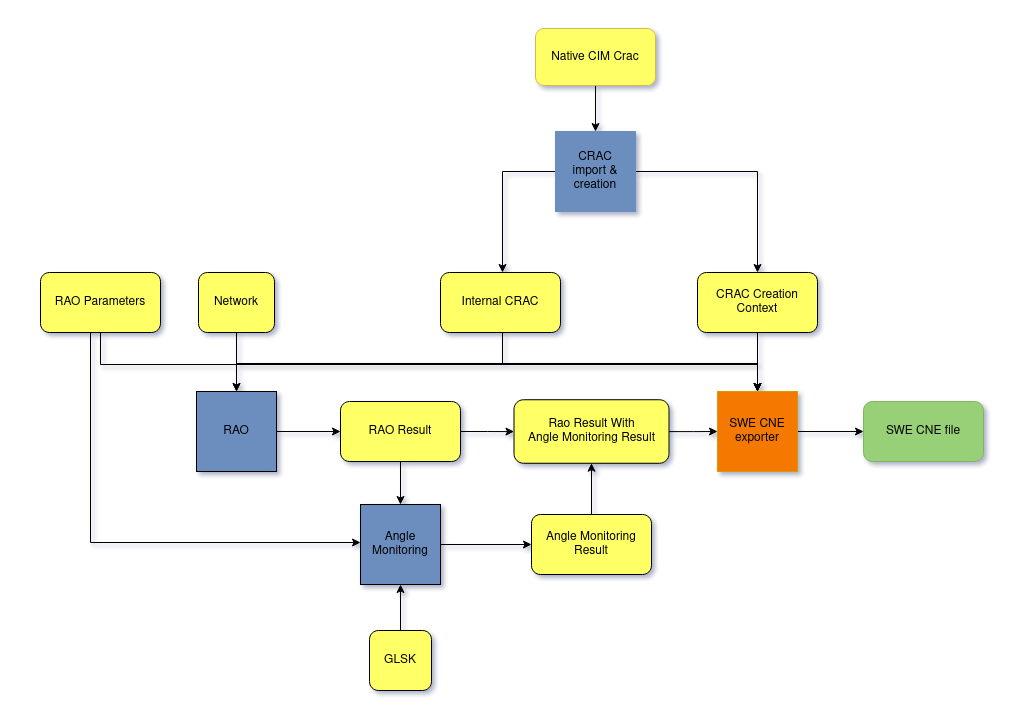 Native CIM Crac
CRAC
import &
creation
RAO Parameters
Network
Internal CRAC
CRAC Creation
Context
RAO
RAO Result
Rao Result With
Angle Monitoring Result
SWE CNE
exporter
SWE CNE file
Angle
Monitoring
Angle Monitoring
Result
GLSK